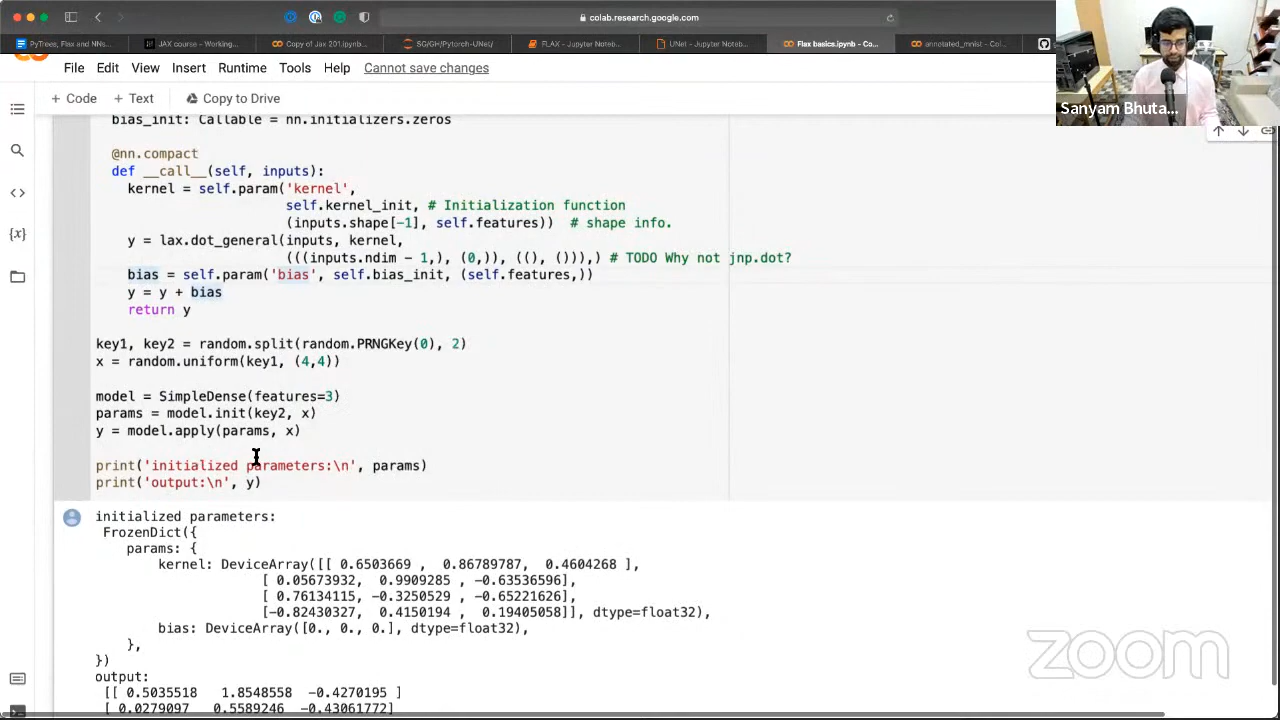 colab.research.google.com
PyTrees, Flax and NNs...
JAX course – Working...
Copy of Jax 201.ipynb...
SG/GH/Pytorch-UNet/
FLAX - Jupyter Noteb...
UNet - Jupyter Noteb...
Flax basics.ipynb - Co...
annotated_mnist - Col...
File Edit View Insert Runtime Tools Help Cannot save changes
+ Code + Text Copy to Drive
Sanyam Bhuta...
bias_init: Callable = nn.initializers.zeros
@nn.compact
def __call__(self, inputs):
kernel = self.param('kernel',
self.kernel_init, # Initialization function
(inputs.shape[-1], self.features)) # shape info.
y = lax.dot_general(inputs, kernel,
(((inputs.ndim - 1,), (0,)), ((), ())),) # TODO Why not jnp.dot?
bias = self.param('bias', self.bias_init, (self.features,))
y = y + bias
return y
key1, key2 = random.split(random.PRNGKey(0), 2)
x = random.uniform(key1, (4,4))
model = SimpleDense(features=3)
params = model.init(key2, x)
y = model.apply(params, x)
print('initialized parameters:\n', params)
print('output:\n', y)
initialized parameters:
FrozenDict({
params: {
kernel: DeviceArray([[ 0.6503669 , 0.86789787, 0.4604268 ],
[ 0.05673932, 0.9909285 , -0.63536596],
[ 0.76134115, -0.3250529 , -0.65221626],
[-0.82430327, 0.4150194 , 0.19405058]], dtype=float32),
bias: DeviceArray([0., 0., 0.], dtype=float32),
},
})
output:
[[ 0.5035518 1.8548558 -0.4270195 ]
[ 0.0279097 0.5589246 -0.43061772]
zoom